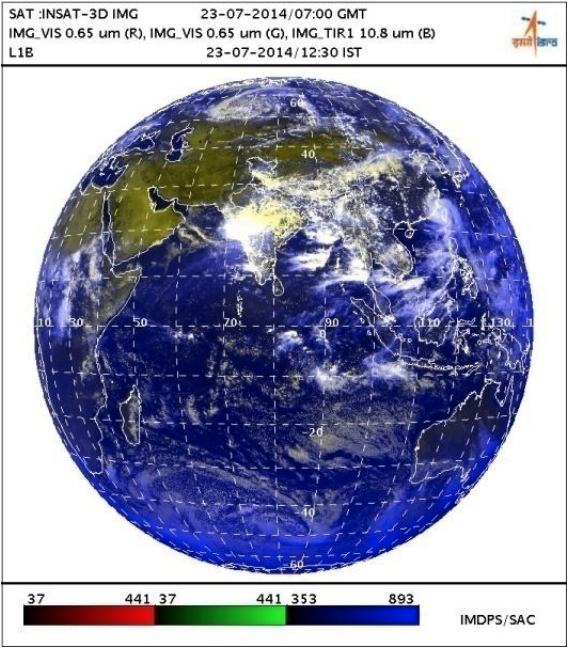 SAT :INSAT-3D IMG 23-07-2014/07:00 GMT
IMG_VIS 0.65 um (R), IMG_VIS 0.65 um (G), IMG_TIR1 10.8 um (B)
L1B 23-07-2014/12:30 IST
इसरो isro
60
40
10 30 50 70 90 110 130
0
-20
-40
-60
37 441 37 441 353 893
IMDPS/SAC